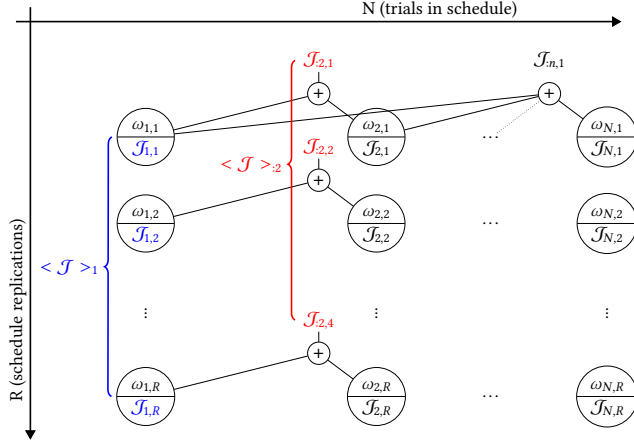 N (trials in schedule)
R (schedule replications)
𝒥:2,1
𝒥:n,1
+
+
ω1,1
𝒥1,1
ω2,1
𝒥2,1
...
ωN,1
𝒥N,1
< 𝒥 >:2
𝒥:2,2
+
ω1,2
𝒥1,2
ω2,2
𝒥2,2
...
ωN,2
𝒥N,2
< 𝒥 >1
...
...
...
𝒥:2,4
+
ω1,R
𝒥1,R
ω2,R
𝒥2,R
...
ωN,R
𝒥N,R